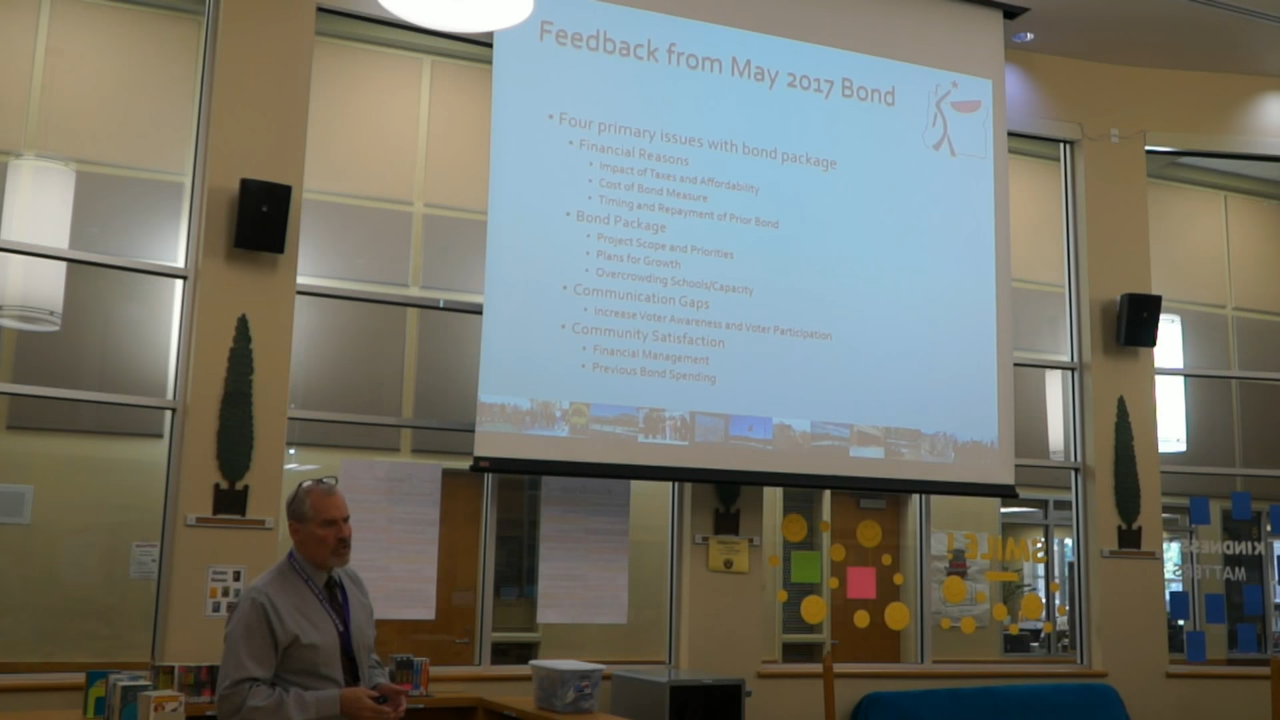 Feedback from May 2017 Bond
• Four primary issues with bond package
• Financial Reasons
• Impact of Taxes and Affordability
• Cost of Bond Measure
• Timing and Repayment of Prior Bond
• Bond Package
• Project Scope and Priorities
• Plans for Growth
• Overcrowding Schools/Capacity
• Communication Gaps
• Increase Voter Awareness and Voter Participation
• Community Satisfaction
• Financial Management
• Previous Bond Spending
SMILE!
KINDNESS
MATTERS